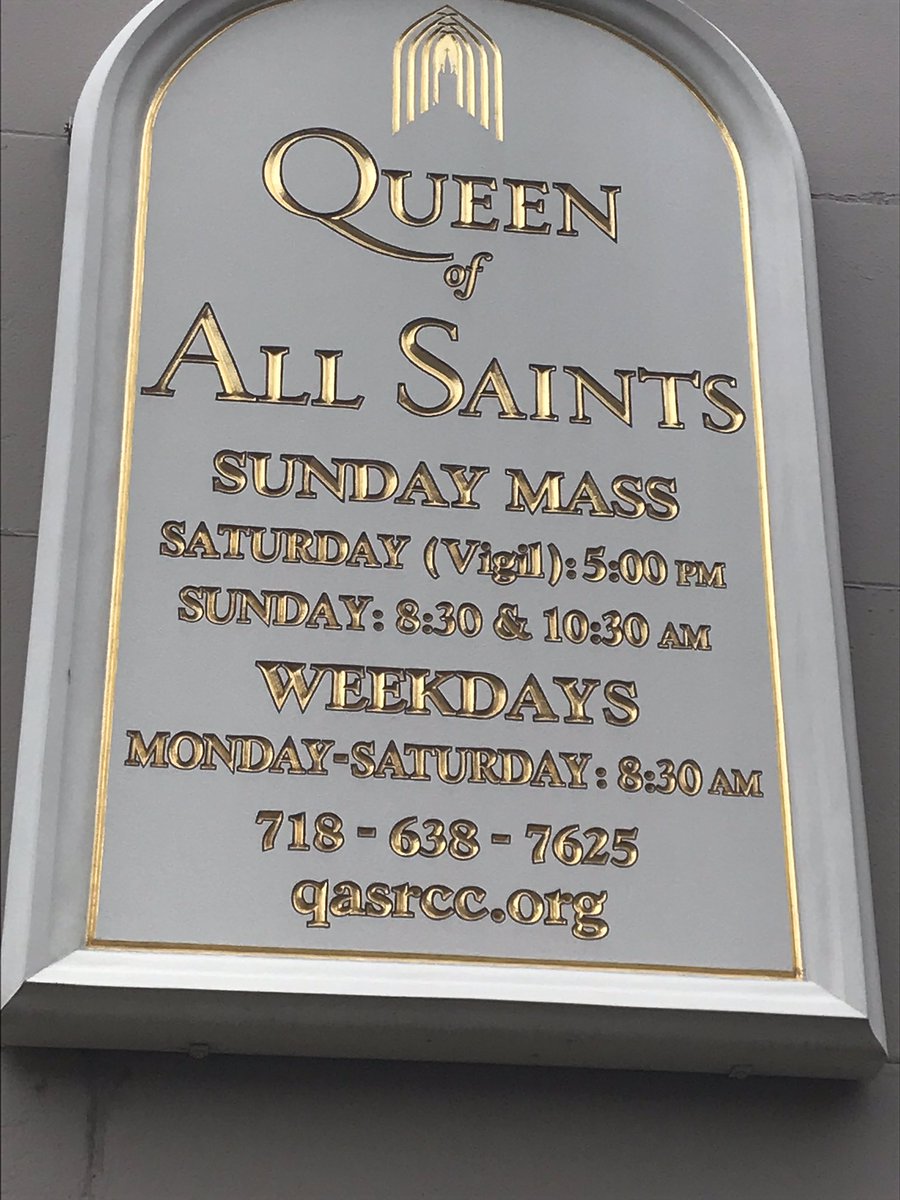 QUEEN
of
ALL SAINTS
SUNDAY MASS
SATURDAY (Vigil): 5:00 PM
SUNDAY: 8:30 & 10:30 AM
WEEKDAYS
MONDAY-SATURDAY: 8:30 AM
718 - 638 - 7625
qasrcc.org